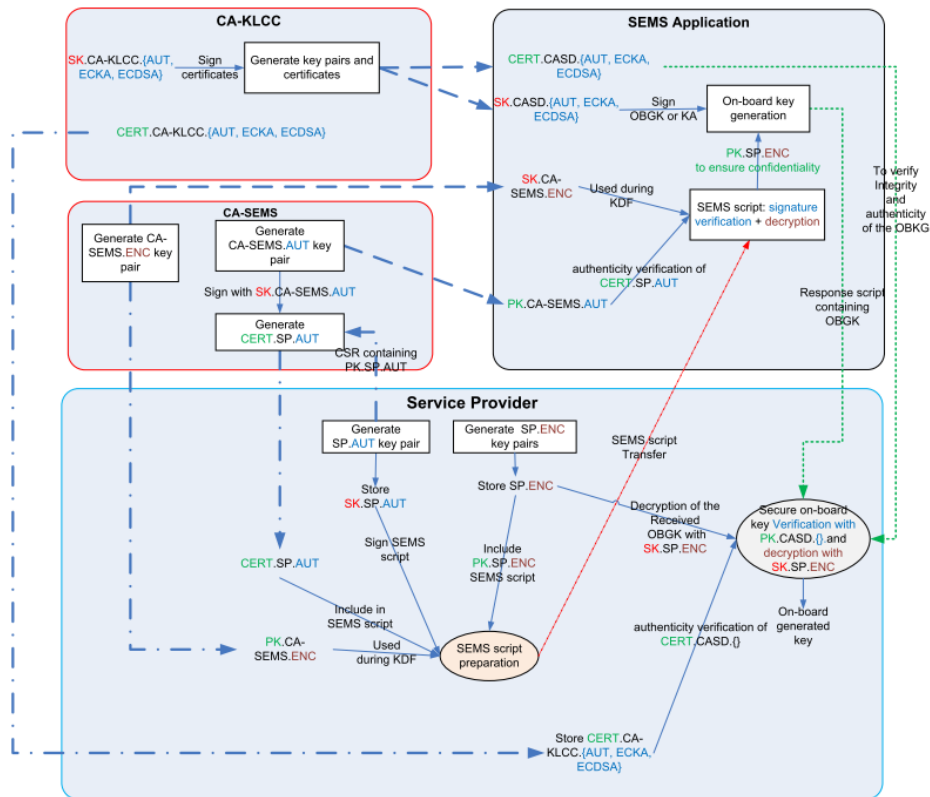 CA-KLCC
SK.CA-KLCC.{AUT,
ECKA, ECDSA}
Sign
certificates
Generate key pairs and
certificates
CERT.CA-KLCC.{AUT, ECKA, ECDSA}
SEMS Application
CERT.CASD.{AUT, ECKA,
ECDSA}
SK.CASD.{AUT, ECKA,
ECDSA}
Sign
OBGK or KA
On-board key
generation
PK.SP.ENC
to ensure confidentiality
SK.CA-
SEMS.ENC
Used during
KDF
SEMS script: signature
verification + decryption
authenticity verification of
CERT.SP.AUT
PK.CA-SEMS.AUT
To verify
Integrity
and
authenticity
of the OBKG
Response script
containing
OBGK
CA-SEMS
Generate CA-
SEMS.ENC key
pair
Generate
CA-SEMS.AUT key
pair
Sign with SK.CA-SEMS.AUT
Generate
CERT.SP.AUT
CSR containing
PK.SP.AUT
Service Provider
Generate
SP.AUT key pair
Generate SP.ENC
key pairs
SEMS script
Transfer
Store
SK.SP.AUT
Store SP.ENC
Decryption of the
Received
OBGK with
SK.SP.ENC
Secure on-board
key Verification with
PK.CASD.{}.and
decryption with
SK.SP.ENC
Sign SEMS
script
Include
PK.SP.ENC
SEMS script
CERT.SP.AUT
Include in
SEMS script
On-board
generated
key
authenticity verification of
CERT.CASD.{}
PK.CA-
SEMS.ENC
Used
during KDF
SEMS script
preparation
Store CERT.CA-
KLCC.{AUT, ECKA,
ECDSA}